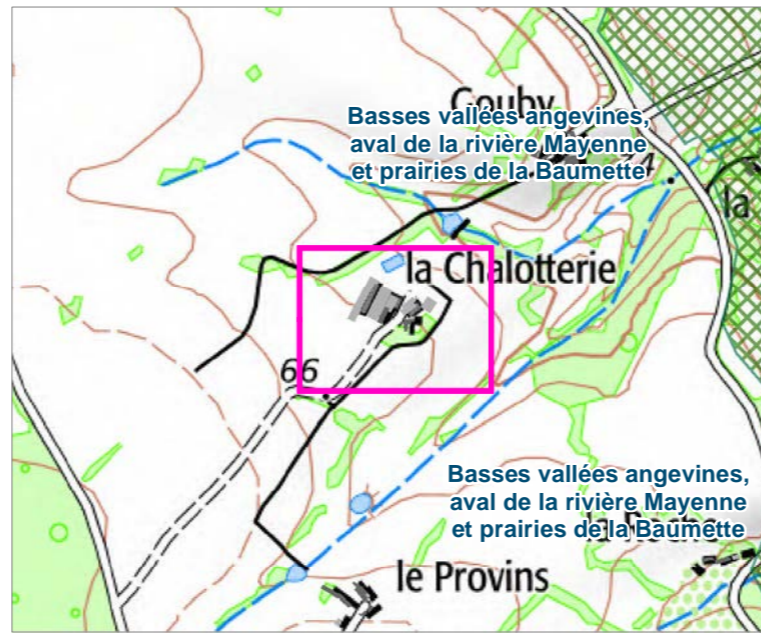 Gouby
Basses vallées angevines,
aval de la rivière Mayenne
et prairies de la Baumette
la
la Chalotterie
66
Basses vallées angevines,
aval de la rivière Mayenne
et prairies de la Baumette
le Provins